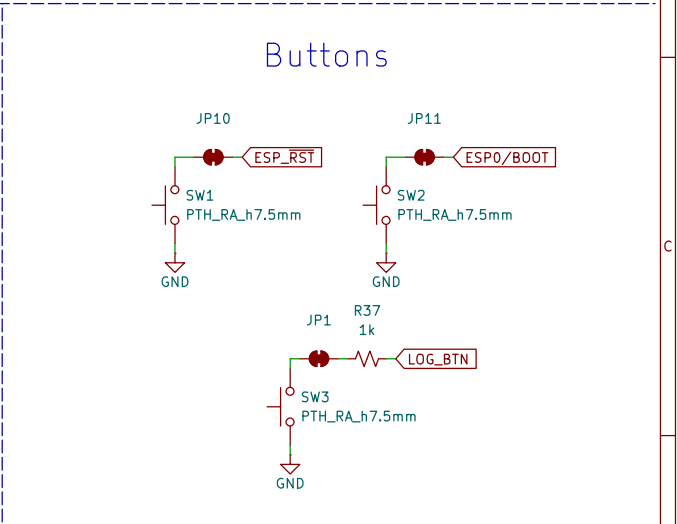 Buttons
JP10
JP11
ESP_RST
ESP0/BOOT
SW1
PTH_RA_h7.5mm
SW2
PTH_RA_h7.5mm
GND
GND
C
JP1
R37
1k
LOG_BTN
SW3
PTH_RA_h7.5mm
GND